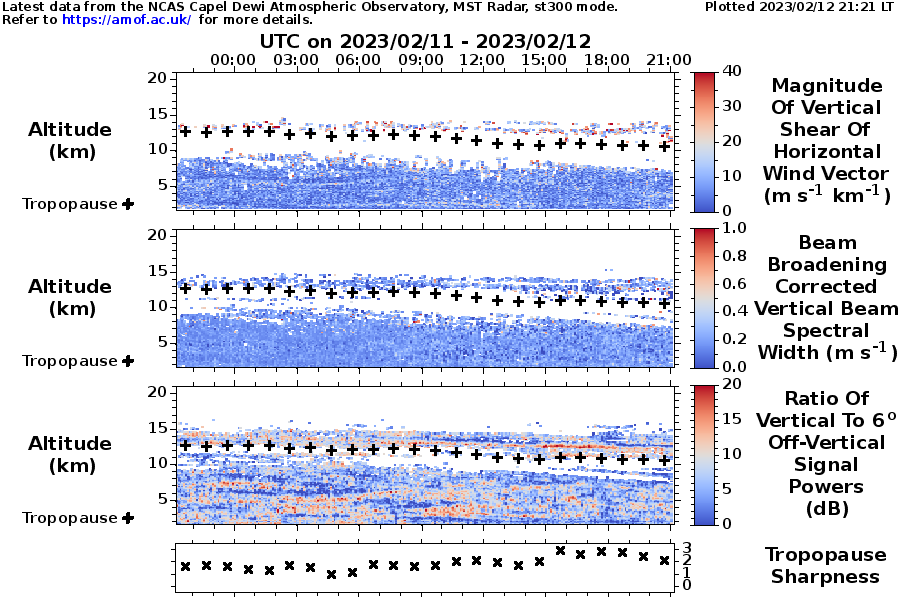 Latest data from the NCAS Capel Dewi Atmospheric Observatory, MST Radar, st300 mode.
Plotted 2023/02/12 21:21 LT
Refer to https://amof.ac.uk/ for more details.
UTC on 2023/02/11 - 2023/02/12
00:00 03:00 06:00 09:00 12:00 15:00 18:00 21:00
20
15
10
5
Altitude
(km)
Tropopause
40
30
20
10
0
Magnitude
Of Vertical
Shear Of
Horizontal
Wind Vector
(m s-1 km-1)
20
15
10
5
Altitude
(km)
Tropopause
1.0
0.8
0.6
0.4
0.2
0.0
Beam
Broadening
Corrected
Vertical Beam
Spectral
Width (m s-1)
20
15
10
5
Altitude
(km)
Tropopause
20
15
10
5
0
Ratio Of
Vertical To 6o
Off-Vertical
Signal
Powers
(dB)
3
2
1
0
Tropopause
Sharpness